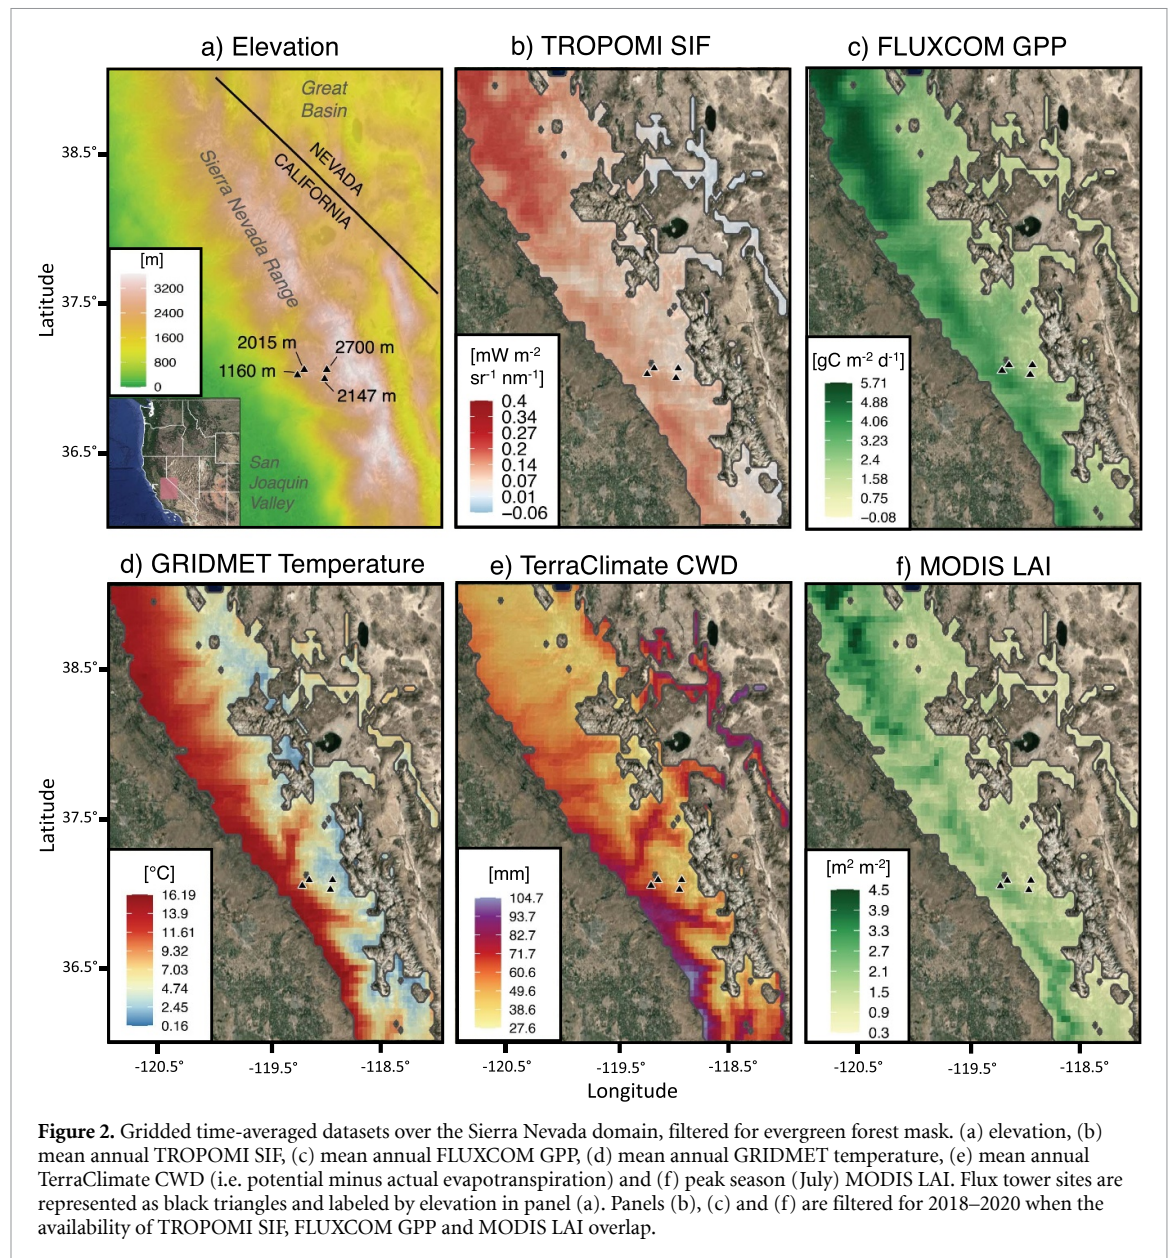 a) Elevation
b) TROPOMI SIF
c) FLUXCOM GPP
Great
Basin
NEVADA
CALIFORNIA
Sierra Nevada Range
San
Joaquin
Valley
2015 m
2700 m
1160 m
2147 m
[m]
3200
2400
1600
800
0
38.5°
37.5°
36.5°
Latitude
[mW m-2
sr-1 nm-1]
0.4
0.34
0.27
0.2
0.14
0.07
0.01
−0.06
[gC m-2 d-1]
5.71
4.88
4.06
3.23
2.4
1.58
0.75
−0.08
d) GRIDMET Temperature
e) TerraClimate CWD
f) MODIS LAI
38.5°
37.5°
36.5°
Latitude
[°C]
16.19
13.9
11.61
9.32
7.03
4.74
2.45
0.16
[mm]
104.7
93.7
82.7
71.7
60.6
49.6
38.6
27.6
[m2 m-2]
4.5
3.9
3.3
2.7
2.1
1.5
0.9
0.3
-120.5°
-119.5°
-118.5°
-120.5°
-119.5°
-118.5°
-120.5°
-119.5°
-118.5°
Longitude
Figure 2. Gridded time-averaged datasets over the Sierra Nevada domain, filtered for evergreen forest mask. (a) elevation, (b)
mean annual TROPOMI SIF, (c) mean annual FLUXCOM GPP, (d) mean annual GRIDMET temperature, (e) mean annual
TerraClimate CWD (i.e. potential minus actual evapotranspiration) and (f) peak season (July) MODIS LAI. Flux tower sites are
represented as black triangles and labeled by elevation in panel (a). Panels (b), (c) and (f) are filtered for 2018–2020 when the
availability of TROPOMI SIF, FLUXCOM GPP and MODIS LAI overlap.